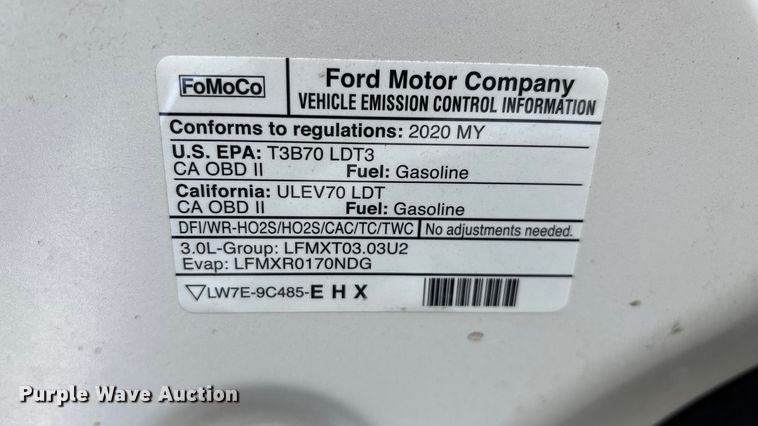 FoMoCo
Ford Motor Company
VEHICLE EMISSION CONTROL INFORMATION
Conforms to regulations: 2020 MY
U.S. EPA: T3B70 LDT3
CA OBD II Fuel: Gasoline
California: ULEV70 LDT
CA OBD II Fuel: Gasoline
DFI/WR-HO2S/HO2S/CAC/TC/TWC No adjustments needed.
3.0L-Group: LFMXT03.03U2
Evap: LFMXR0170NDG
LW7E-9C485-E H X
Purple Wave Auction